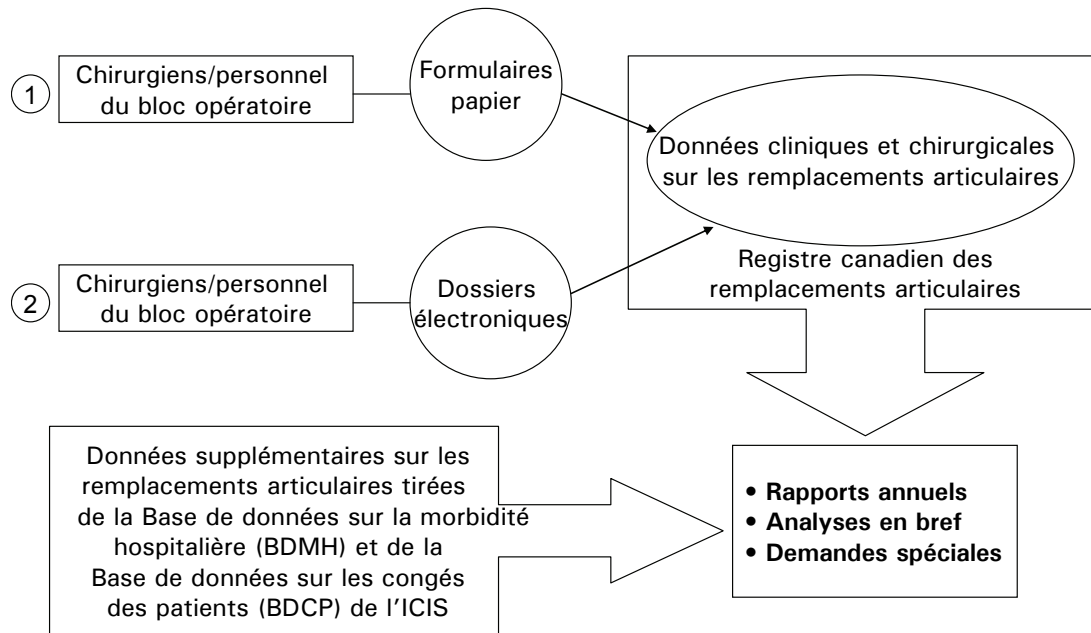 1
Chirurgiens/personnel
du bloc opératoire
Formulaires
papier
Données cliniques et chirurgicales
sur les remplacements articulaires
Registre canadien des
remplacements articulaires
2
Chirurgiens/personnel
du bloc opératoire
Dossiers
électroniques
Données supplémentaires sur les
remplacements articulaires tirées
de la Base de données sur la morbidité
hospitalière (BDMH) et de la
Base de données sur les congés
des patients (BDCP) de l'ICIS
• Rapports annuels
• Analyses en bref
• Demandes spéciales